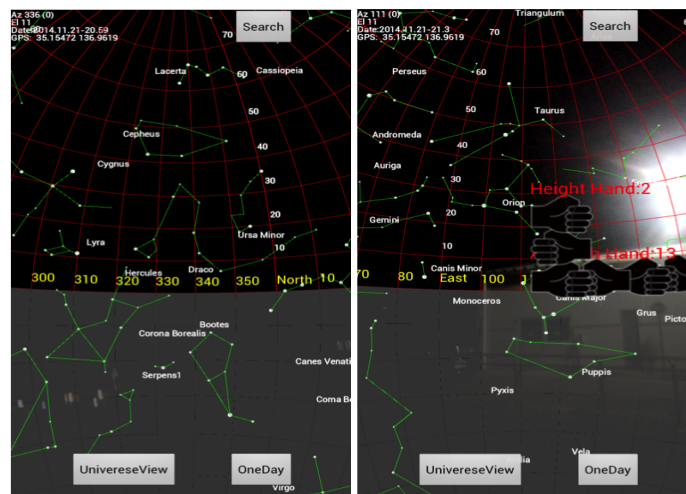 Az 336 (0)
El 11
Date:2014.11.21-20.59
GPS: 35.15472 136.9619
Search
70
Lacerta
60
Cassiopeia
50
Cepheus
40
Cygnus
30
20
Lyra
Ursa Minor
10
Hercules
Draco
300
310
320
330
340
350
North
10
Bootes
Corona Borealis
Canes Venati
Serpens1
Coma B
UnivereseView
OneDay
Virgo
Az 111 (0)
El 11
Date:2014.11.21-21.3
GPS: 35.15472 136.9619
Triangulum
Search
70
Perseus
60
50
Taurus
Andromeda
40
Auriga
30
Height Hand:2
Orion
Gemini
20
10
Hand:13
Canis Minor
70
80
East
100
Monoceros
Canis Major
Grus
Picto
Puppis
Pyxis
Vela
UnivereseView
OneDay